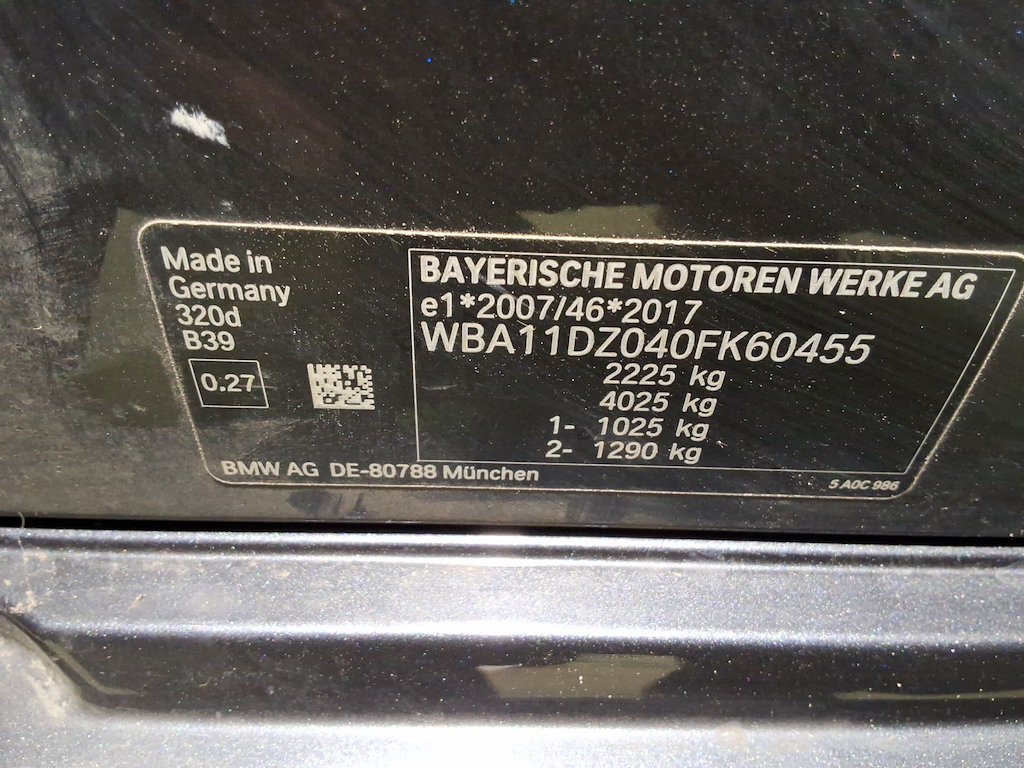 Made in
Germany
320d
B39
0.27
BAYERISCHE MOTOREN WERKE AG
e1*2007/46*2017
WBA11DZ040FK60455
2225 kg
4025 kg
1- 1025 kg
2- 1290 kg
BMW AG DE-80788 München
5 A0C 986